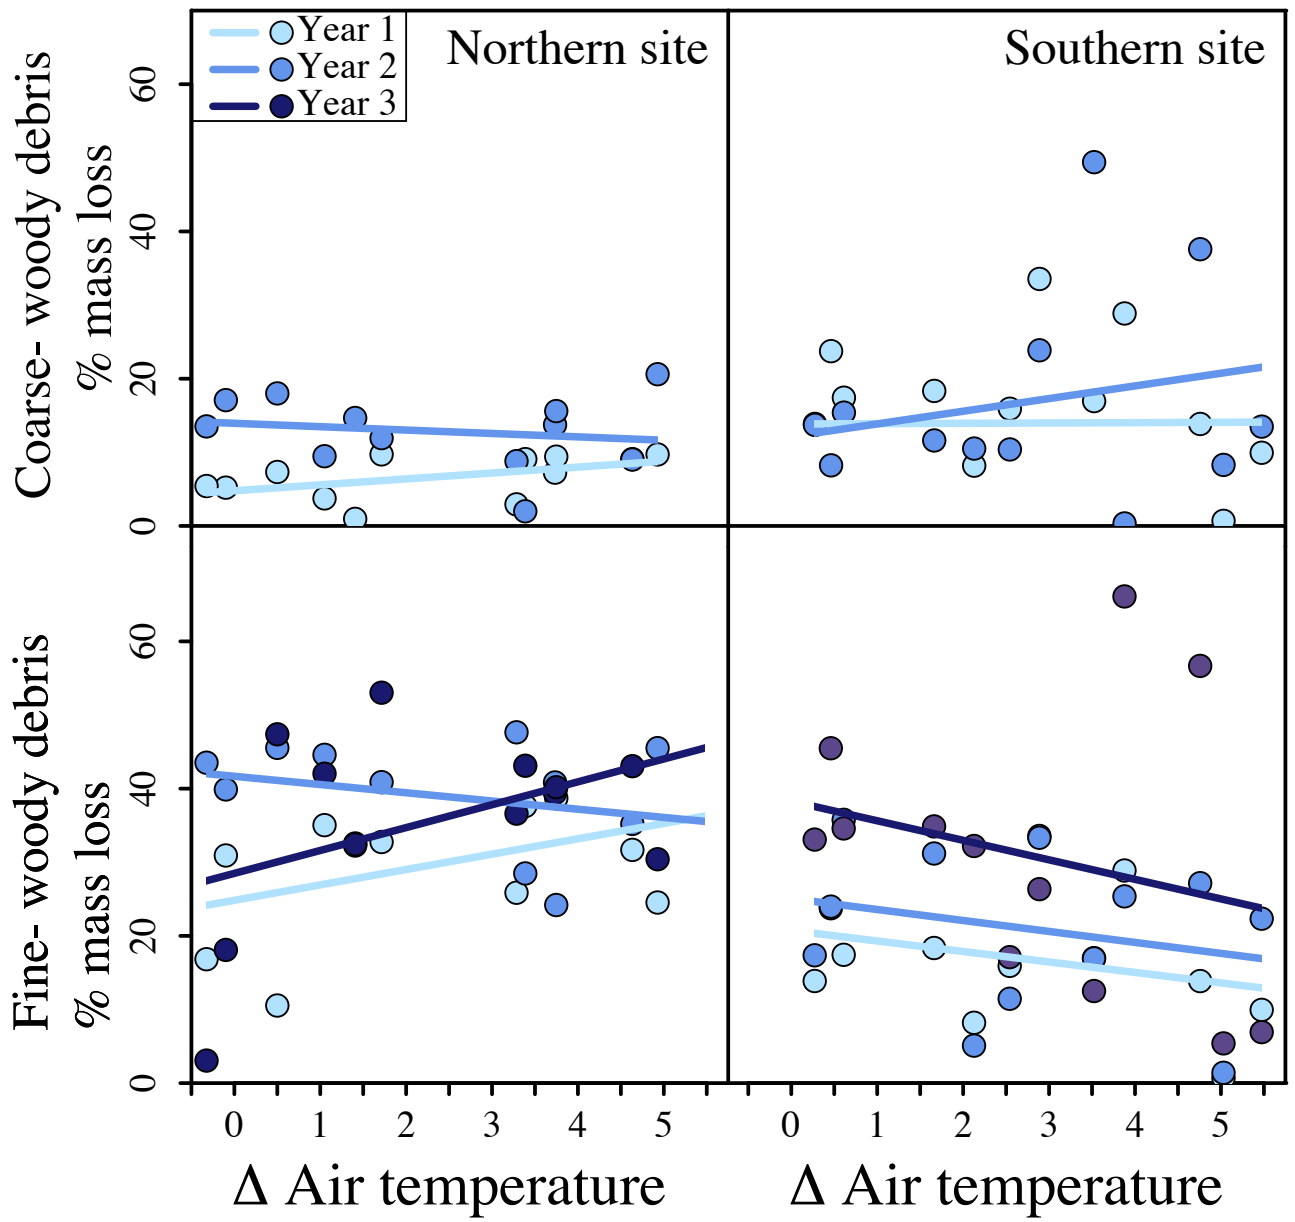 Year 1
Year 2
Year 3
Northern site
Southern site
Coarse- woody debris
% mass loss
60
40
20
0
Fine- woody debris
% mass loss
60
40
20
0
0 1 2 3 4 5
0 1 2 3 4 5
Δ Air temperature
Δ Air temperature